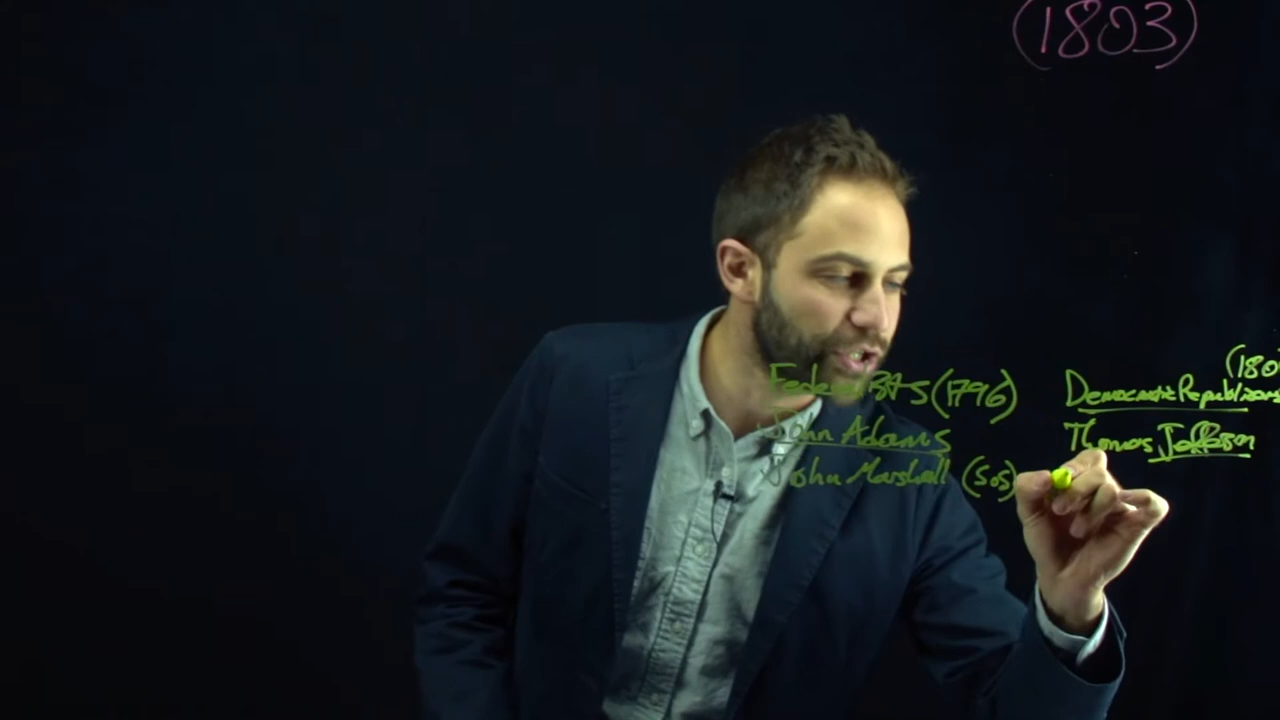 (1803)
Federalists (1796)
John Adams
John Marshall (SOS)
(180
Democratic Republicans
Thomas Jefferson